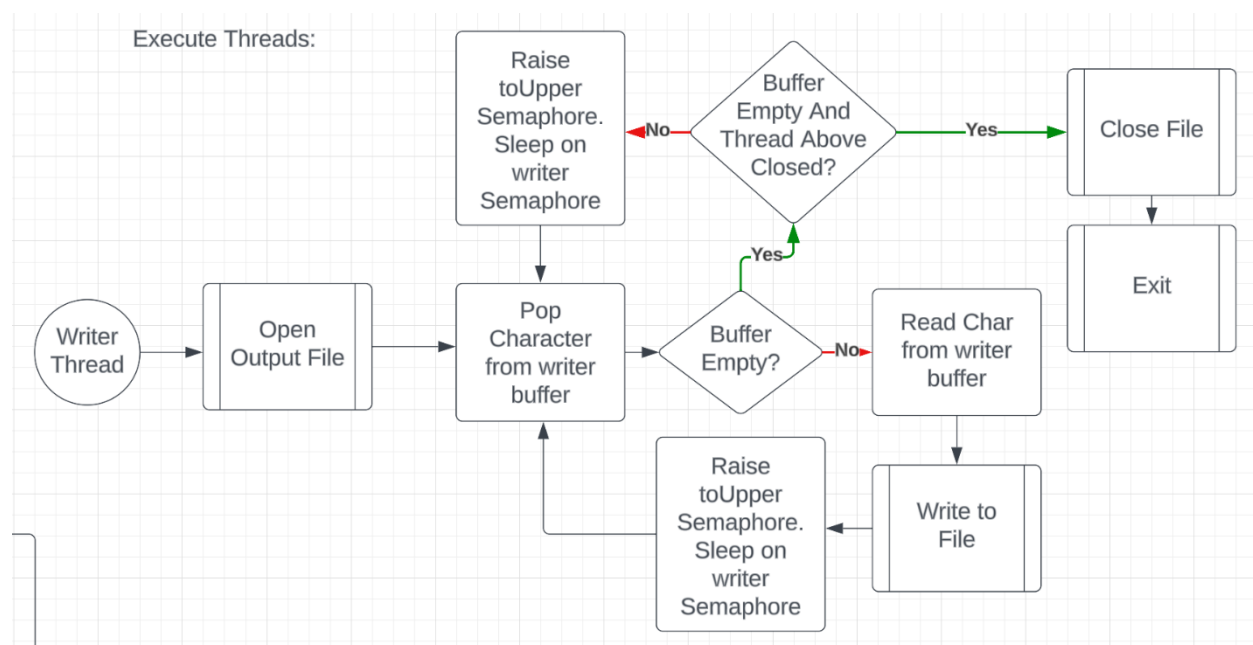 Execute Threads:
Raise
toUpper
Semaphore.
Sleep on
writer
Semaphore
No
Buffer
Empty And
Thread Above
Closed?
Yes
Close File
Exit
Yes
Writer
Thread
Open
Output File
Pop
Character
from writer
buffer
Buffer
Empty?
No
Read Char
from writer
buffer
Raise
toUpper
Semaphore.
Sleep on
writer
Semaphore
Write to
File